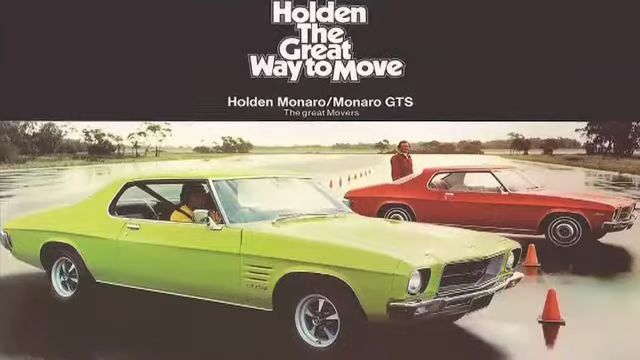 Holden
The
Great
Way to Move
Holden Monaro/Monaro GTS
The great Movers